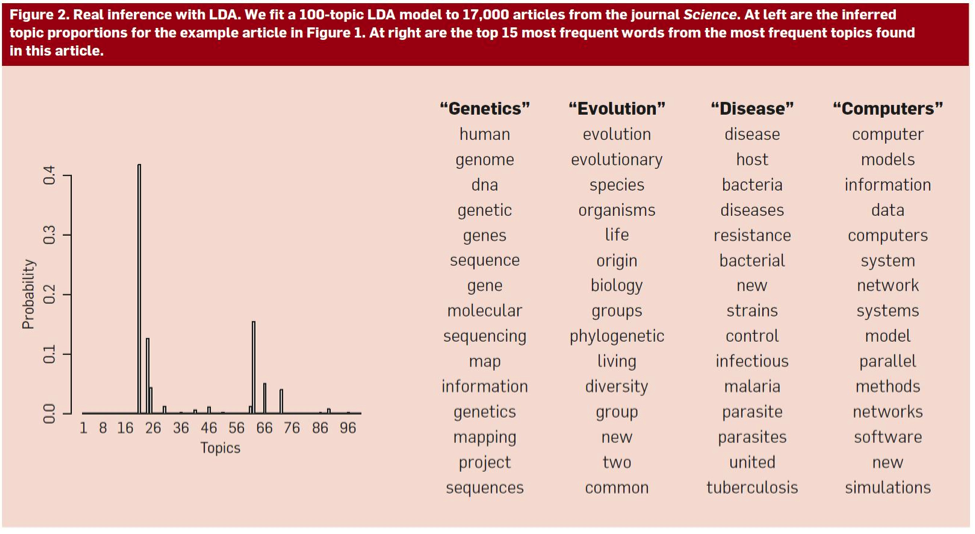 Figure 2. Real inference with LDA. We fit a 100-topic LDA model to 17,000 articles from the journal Science. At left are the inferred
topic proportions for the example article in Figure 1. At right are the top 15 most frequent words from the most frequent topics found
in this article.
“Genetics” “Evolution” “Disease” “Computers”
human evolution disease computer
genome evolutionary host models
dna species bacteria information
genetic organisms diseases data
genes life resistance computers
sequence origin bacterial system
gene biology new network
molecular groups strains systems
sequencing phylogenetic control model
map living infectious parallel
information diversity malaria methods
genetics group parasite networks
mapping new parasites software
project two united new
sequences common tuberculosis simulations
Probability
0.4
0.3
0.2
0.1
0.0
1 8 16 26 36 46 56 66 76 86 96
Topics